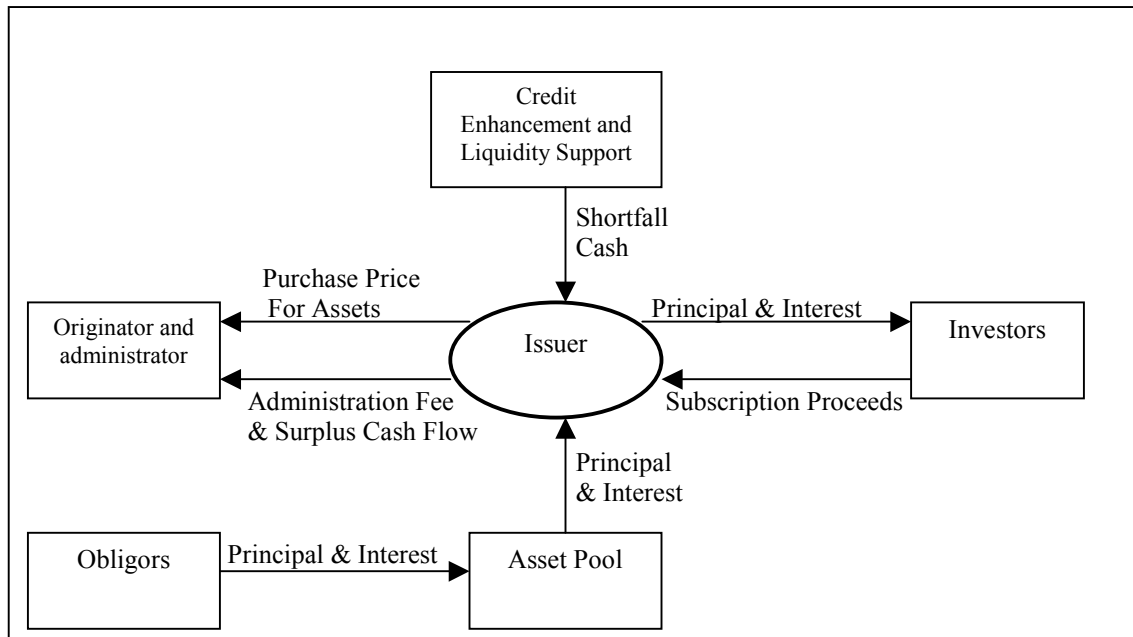 Credit
Enhancement and
Liquidity Support
Shortfall
Cash
Purchase Price
For Assets
Principal & Interest
Originator and
administrator
Issuer
Investors
Administration Fee
& Surplus Cash Flow
Subscription Proceeds
Principal
& Interest
Obligors
Principal & Interest
Asset Pool